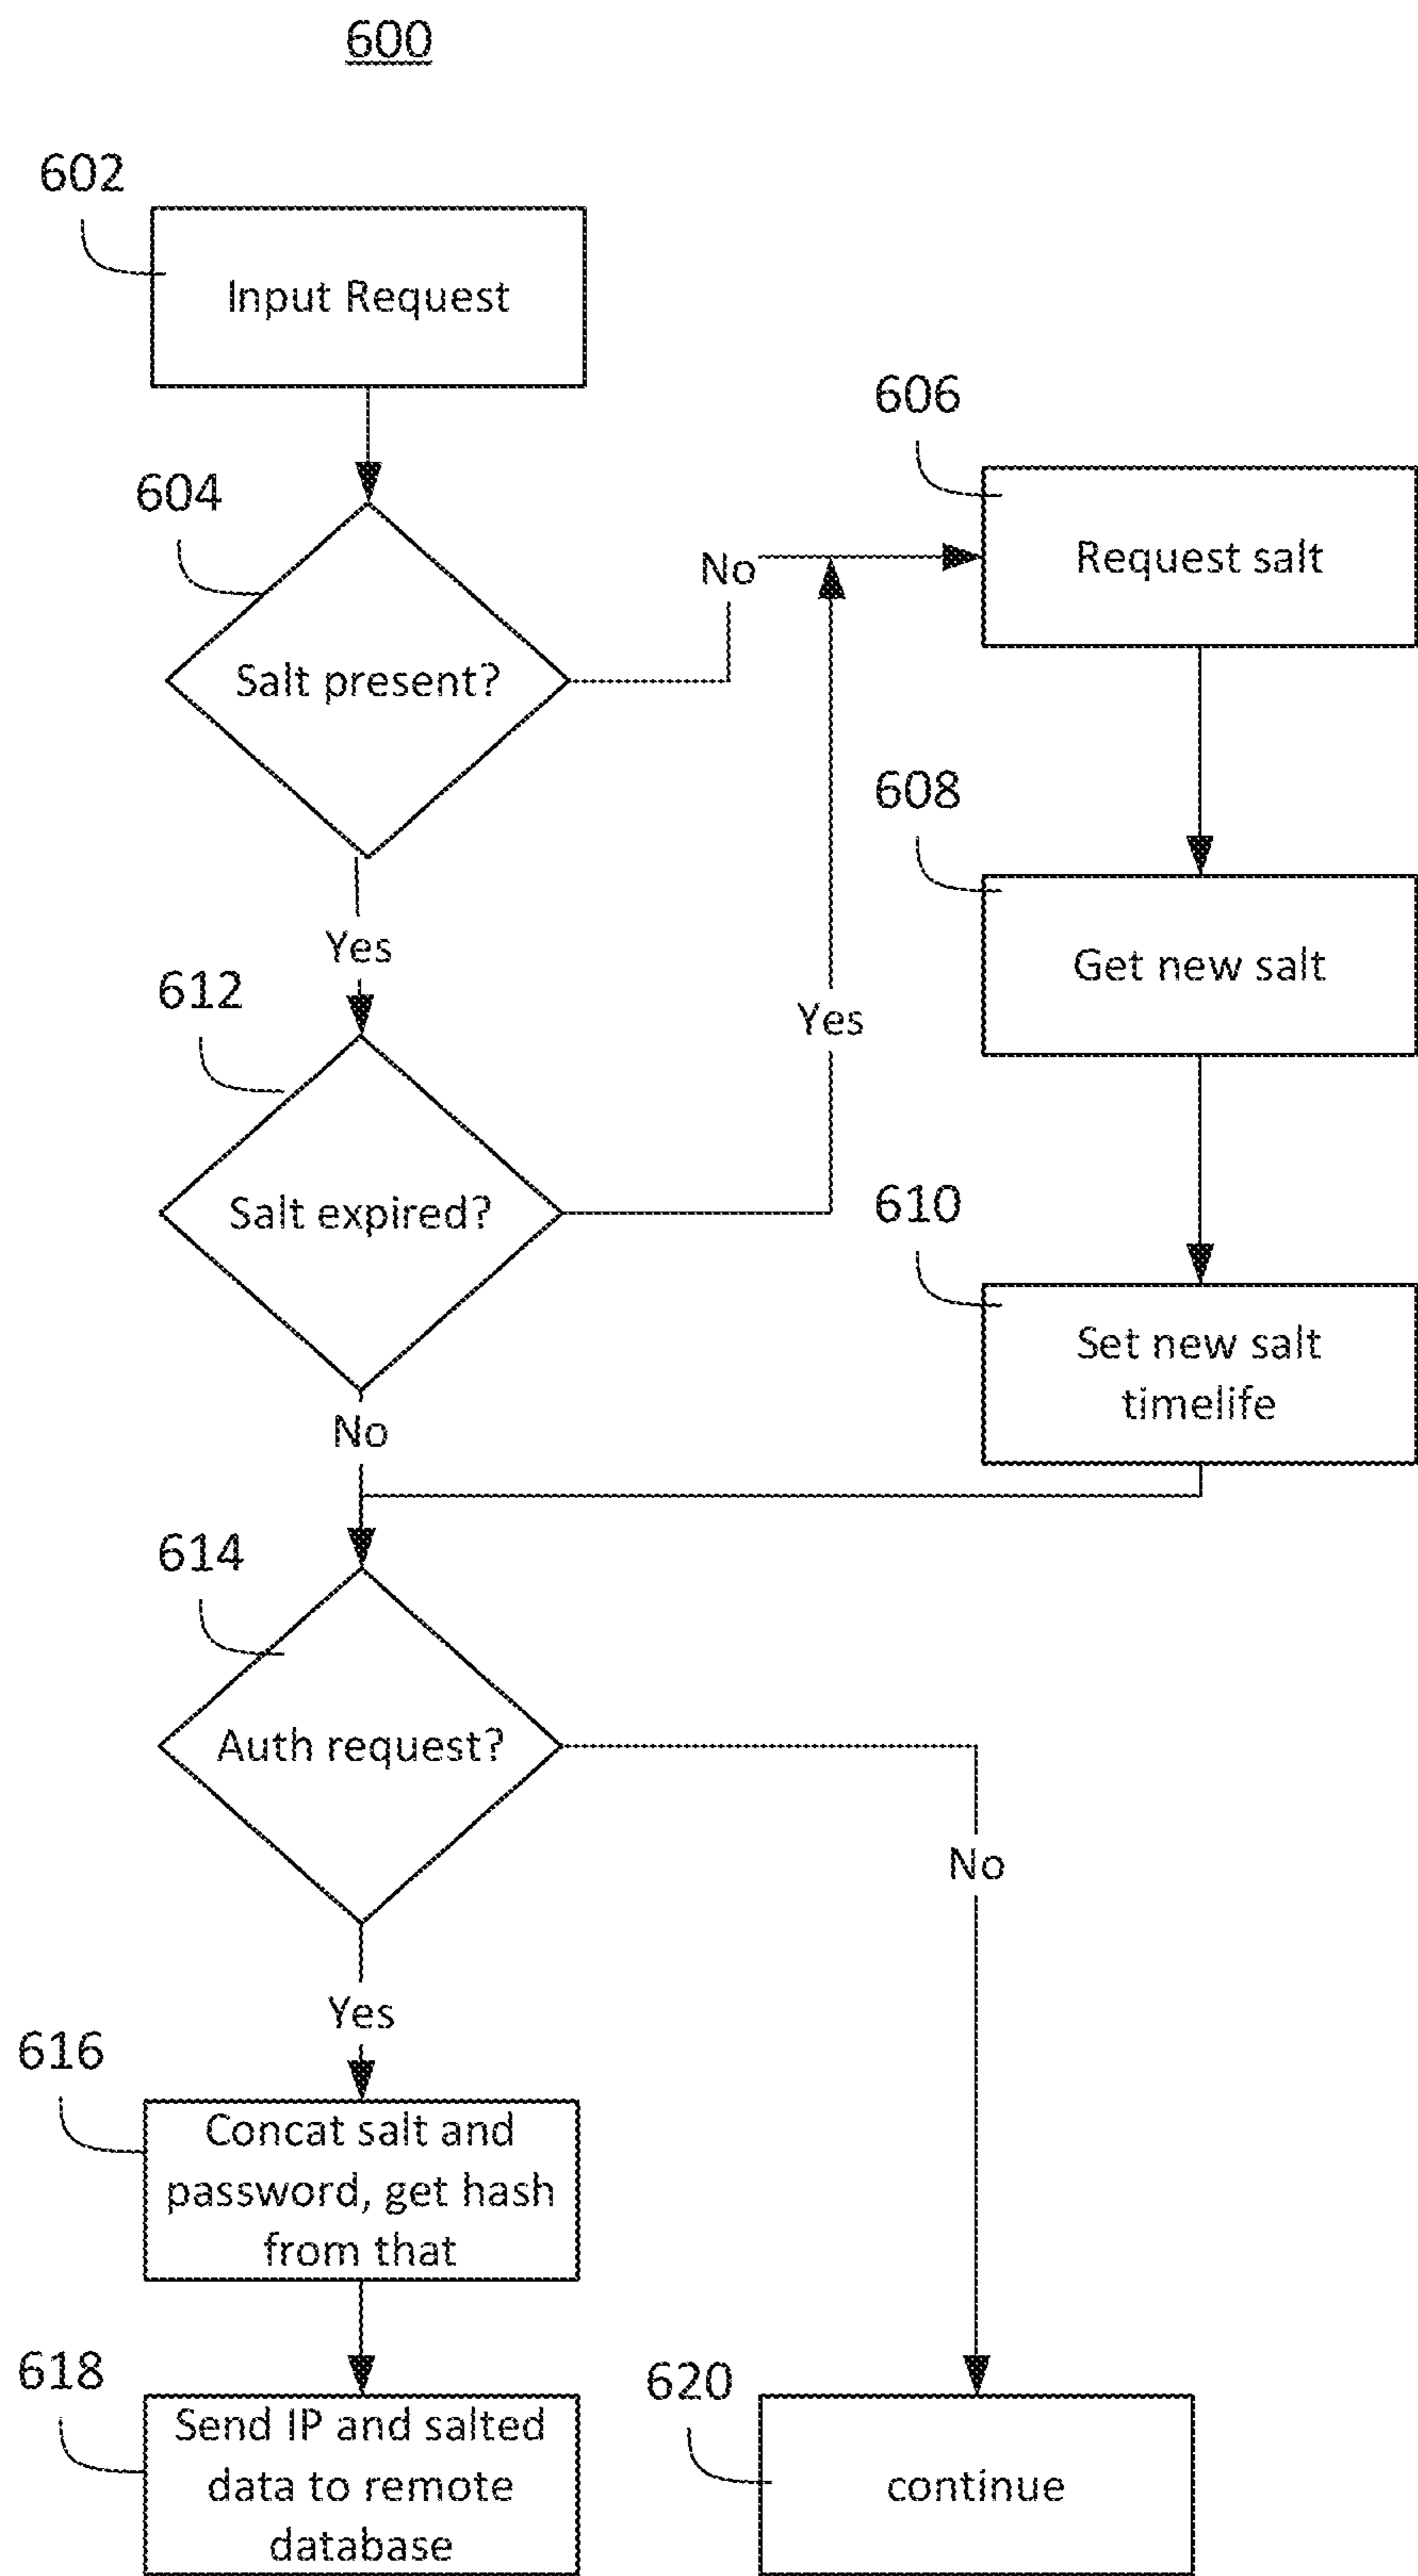 600
602
Input Request
606
604
Request salt
No
Salt present?
608
Yes
Get new salt
612
Yes
Salt expired?
610
Set new salt
timelife
No
614
Auth request?
No
Yes
616
Concat salt and
password, get hash
from that
618
620
Send IP and salted
data to remote
database
continue